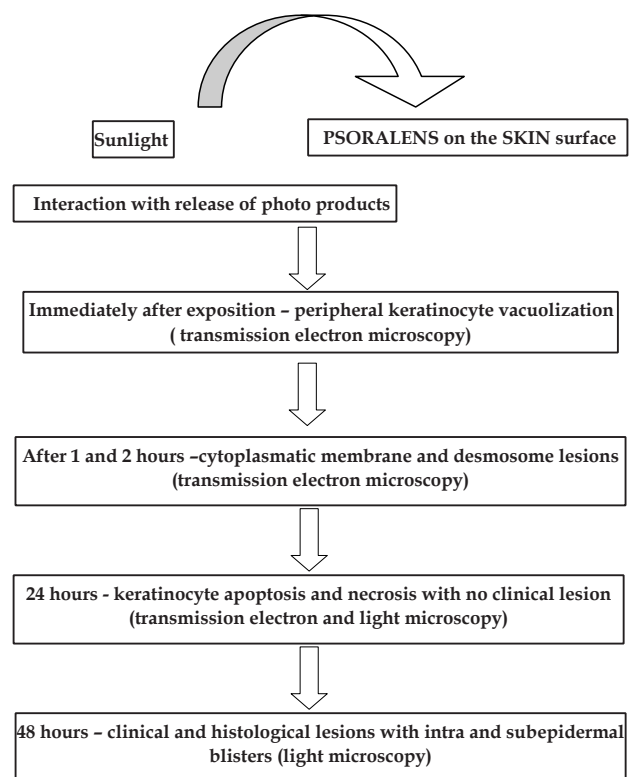 Sunlight
PSORALENS on the SKIN surface
Interaction with release of photo products
Immediately after exposition – peripheral keratinocyte vacuolization
( transmission electron microscopy)
After 1 and 2 hours –cytoplasmatic membrane and desmosome lesions
(transmission electron microscopy)
24 hours - keratinocyte apoptosis and necrosis with no clinical lesion
(transmission electron and light microscopy)
48 hours – clinical and histological lesions with intra and subepidermal
blisters (light microscopy)